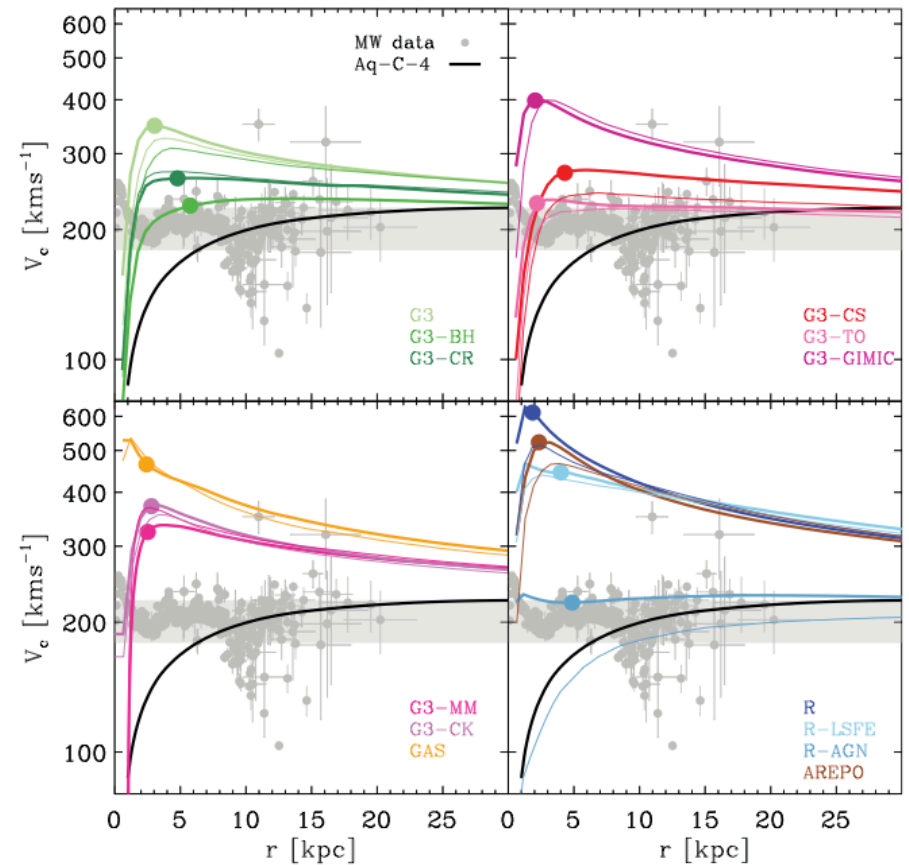 600
500
400
300
200
100
V_c [kms^{-1}]
MW data
Aq-C-4
G3
G3-BH
G3-CR
G3-CS
G3-TO
G3-GIMIC
600
500
400
300
200
100
V_c [kms^{-1}]
G3-MM
G3-CK
GAS
R
R-LSFE
R-AGN
AREPO
0 5 10 15 20 25 0 5 10 15 20 25
r [kpc] r [kpc]